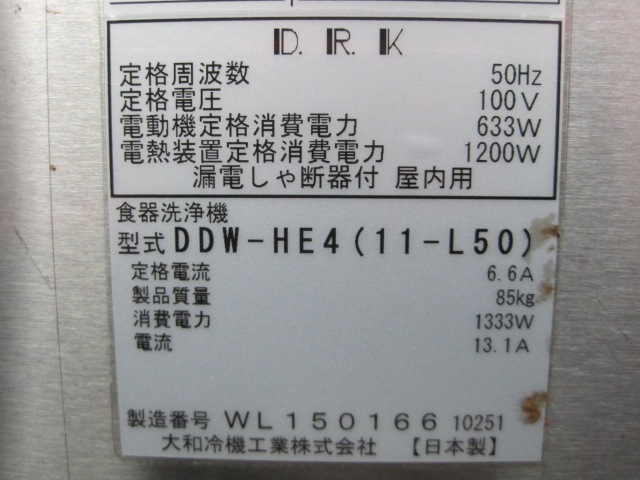 D. R. K
定格周波数 50Hz
定格電圧 100V
電動機定格消費電力 633W
電熱装置定格消費電力 1200W
漏電しゃ断器付 屋内用
食器洗浄機
型式 DDW-HE4(11-L50)
定格電流 6.6A
製品質量 85kg
消費電力 1333W
電流 13.1A
製造番号 WL150166 10251
大和冷機工業株式会社 【日本製】